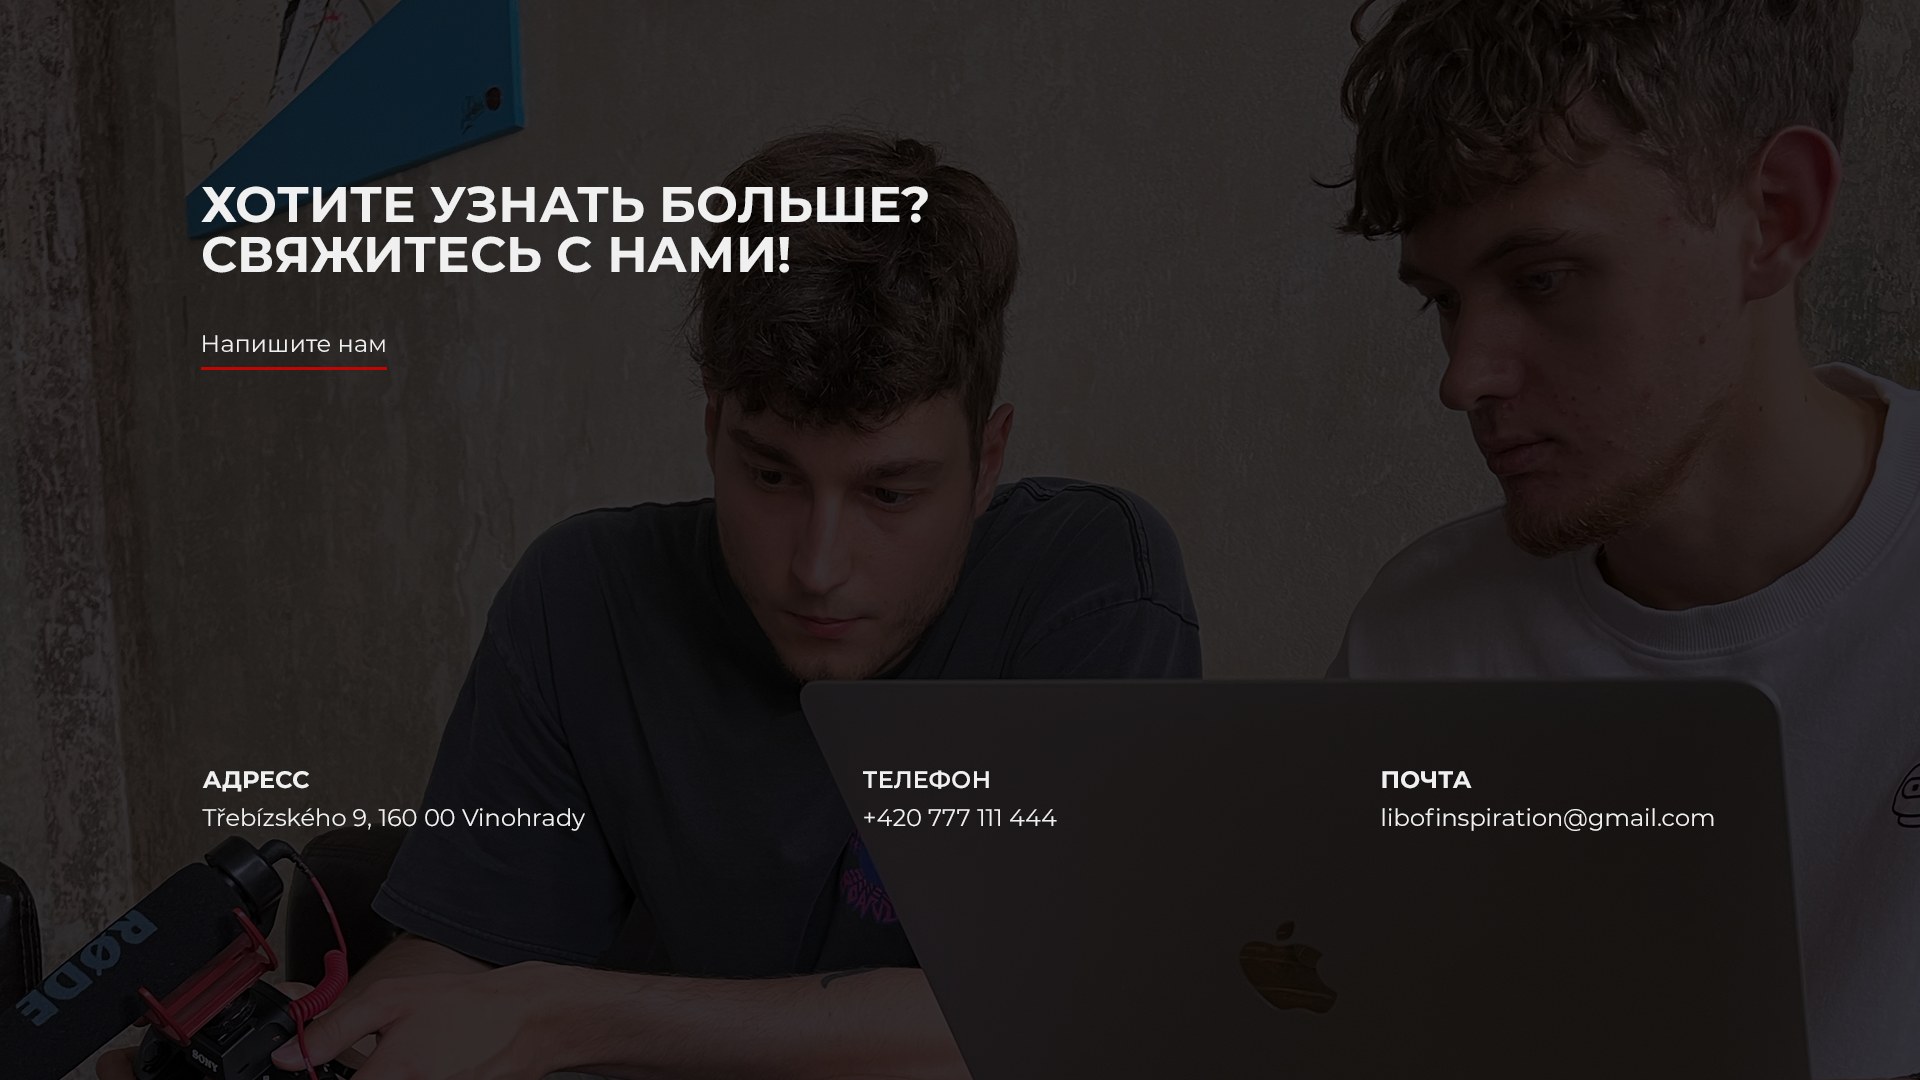 ХОТИТЕ УЗНАТЬ БОЛЬШЕ?
СВЯЖИТЕСЬ С НАМИ!
Напишите нам
АДРЕСС
Třebízského 9, 160 00 Vinohrady
ТЕЛЕФОН
+420 777 111 444
ПОЧТА
libofinspiration@gmail.com
RØDE
SONY